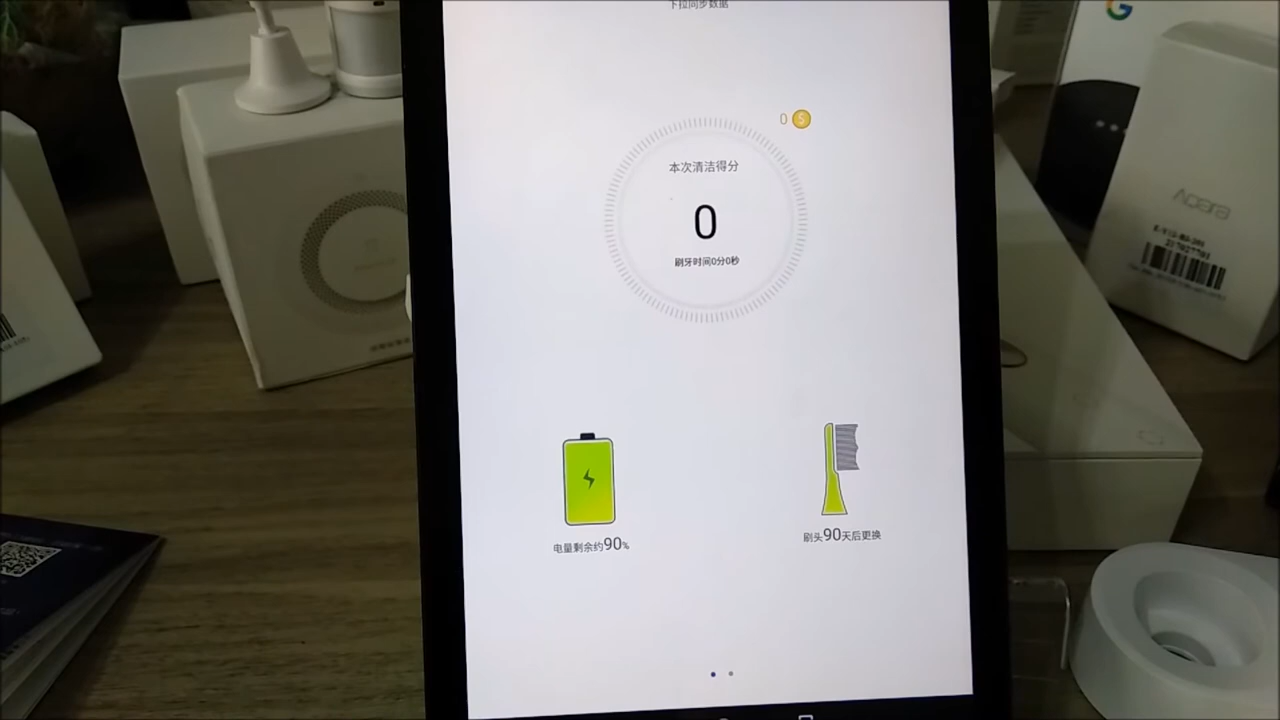 下拉同步数据
0
本次清洁得分
0
刷牙时间0分0秒
电量剩余约90%
刷头90天后更换
G
Aqara